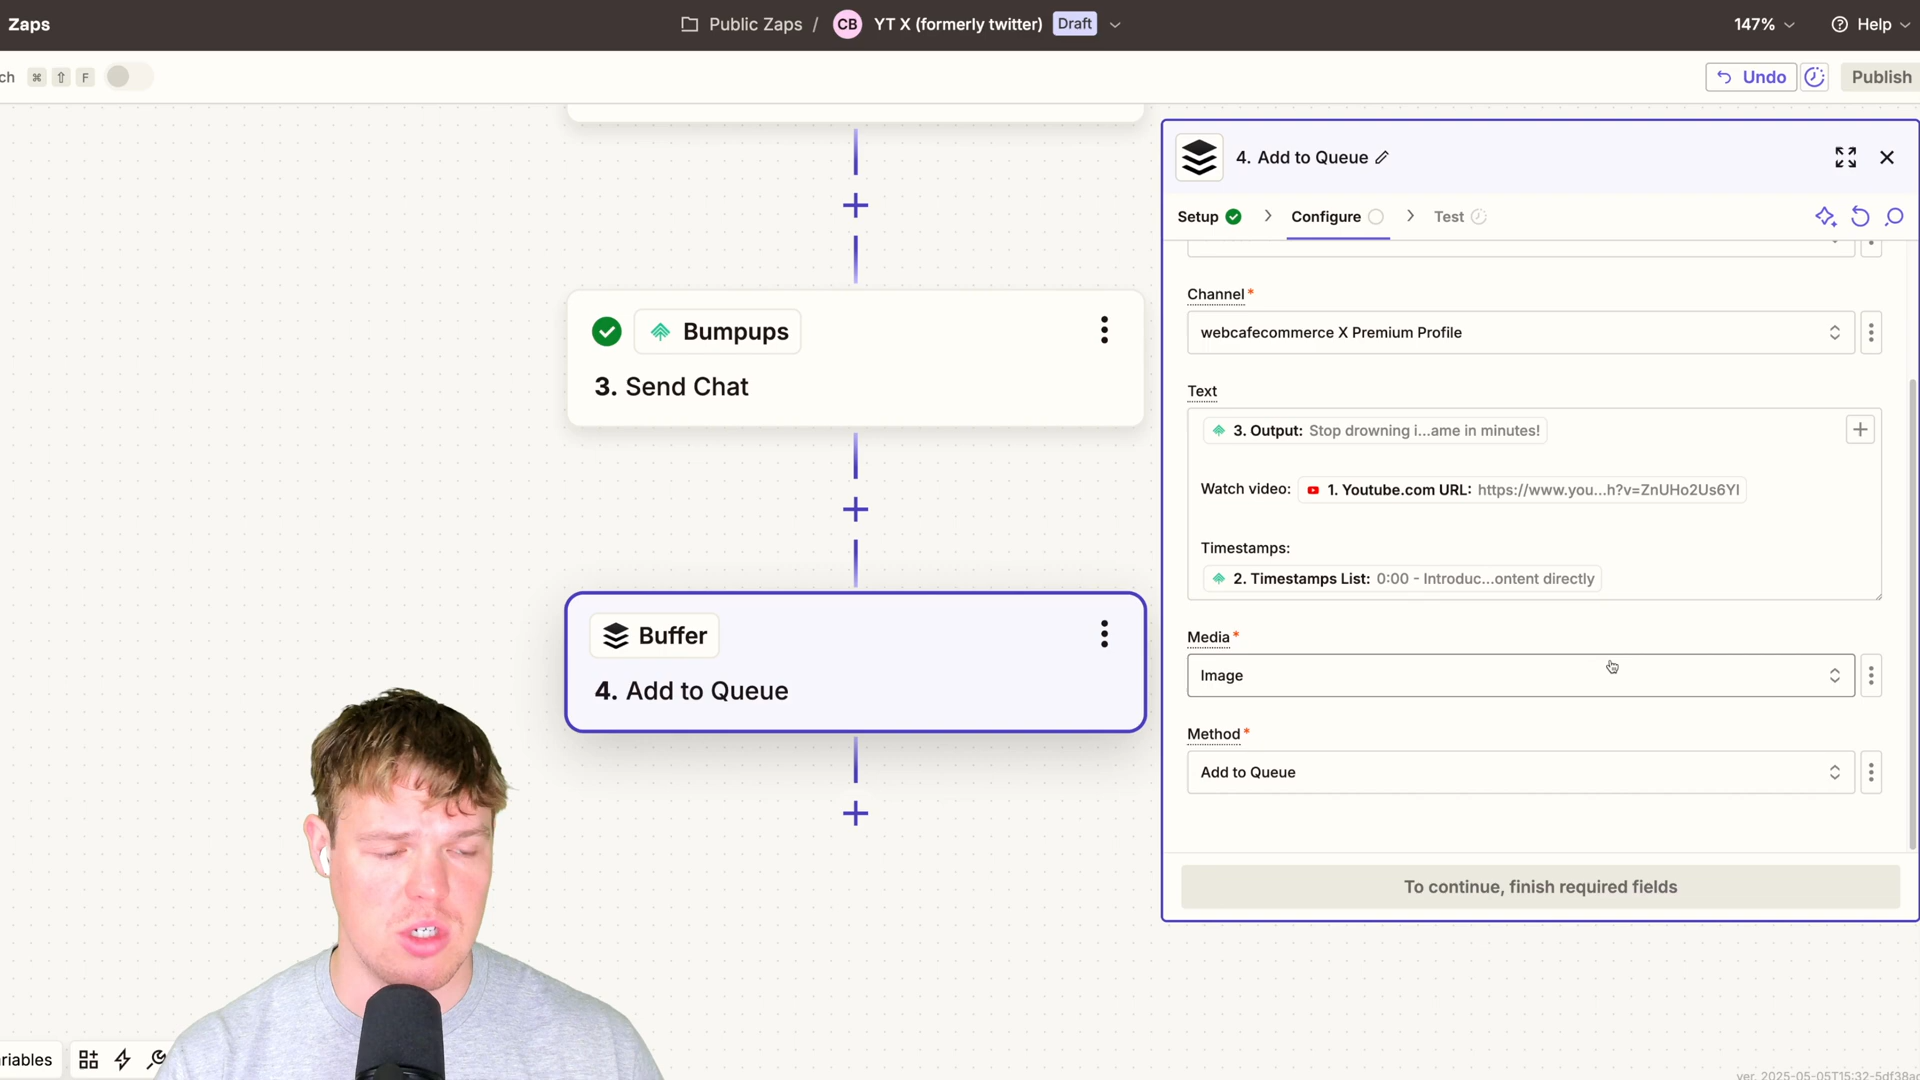 Zaps
Public Zaps / CB YT X (formerly twitter) Draft
147%
Help
ch ⌘ ⇧ F
Undo
Publish
4. Add to Queue
Setup > Configure > Test
Bumpups
3. Send Chat
Buffer
4. Add to Queue
Channel*
webcafecommerce X Premium Profile
Text
3. Output: Stop drowning i...ame in minutes!
Watch video: 1. Youtube.com URL: https://www.you...h?v=ZnUHo2Us6YI
Timestamps:
2. Timestamps List: 0:00 - Introduc...ontent directly
Media*
Image
Method*
Add to Queue
To continue, finish required fields
riables